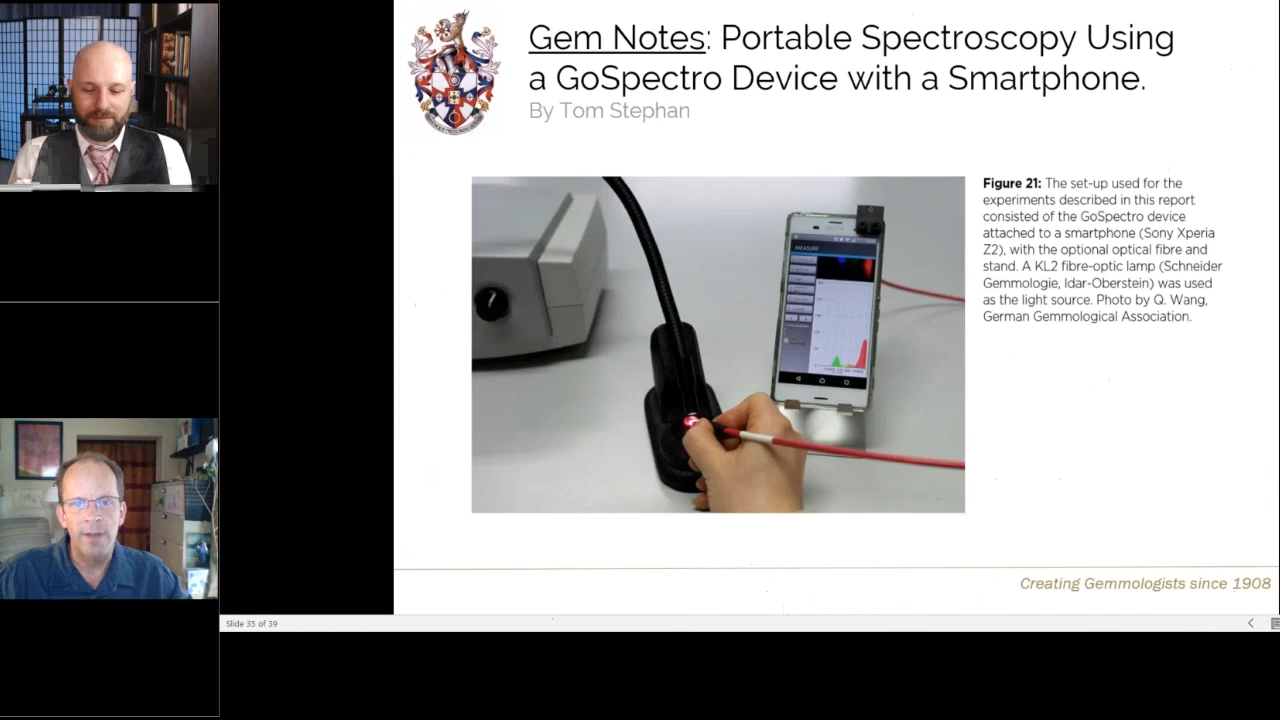 Gem Notes: Portable Spectroscopy Using
a GoSpectro Device with a Smartphone.
By Tom Stephan
Figure 21: The set-up used for the
experiments described in this report
consisted of the GoSpectro device
attached to a smartphone (Sony Xperia
Z2), with the optional optical fibre and
stand. A KL2 fibre-optic lamp (Schneider
Gemmologie, Idar-Oberstein) was used
as the light source. Photo by Q. Wang,
German Gemmological Association.
MEASURE
Creating Gemmologists since 1908
Slide 35 of 39